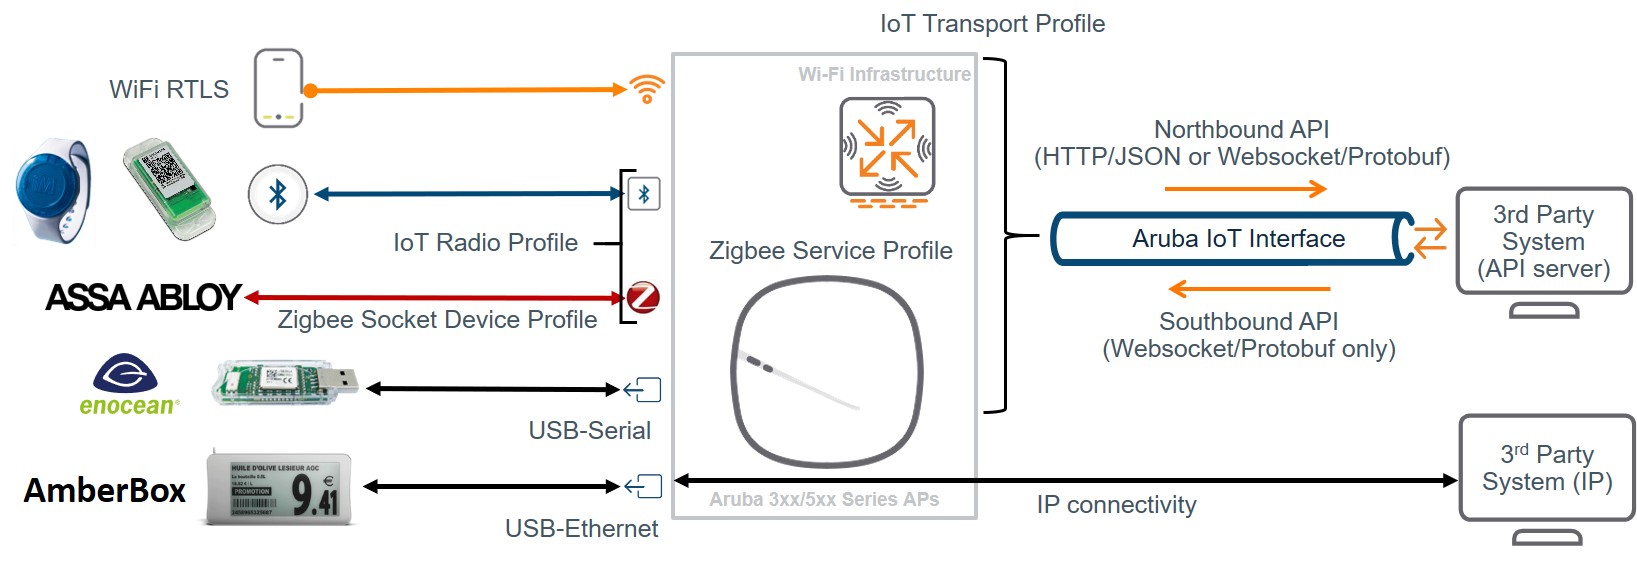 IoT Transport Profile
Wi-Fi Infrastructure
WiFi RTLS
Northbound API
(HTTP/JSON or Websocket/Protobuf)
3rd Party
System
(API server)
Aruba IoT Interface
IoT Radio Profile
Zigbee Service Profile
ASSA ABLOY
Zigbee Socket Device Profile
Southbound API
(Websocket/Protobuf only)
enocean®
USB-Serial
3rd Party
System (IP)
AmberBox
HUILE D'OLIVE LESIEUR AOC
PROMOTION
9.41
€
Aruba 3xx/5xx Series APs
IP connectivity
USB-Ethernet